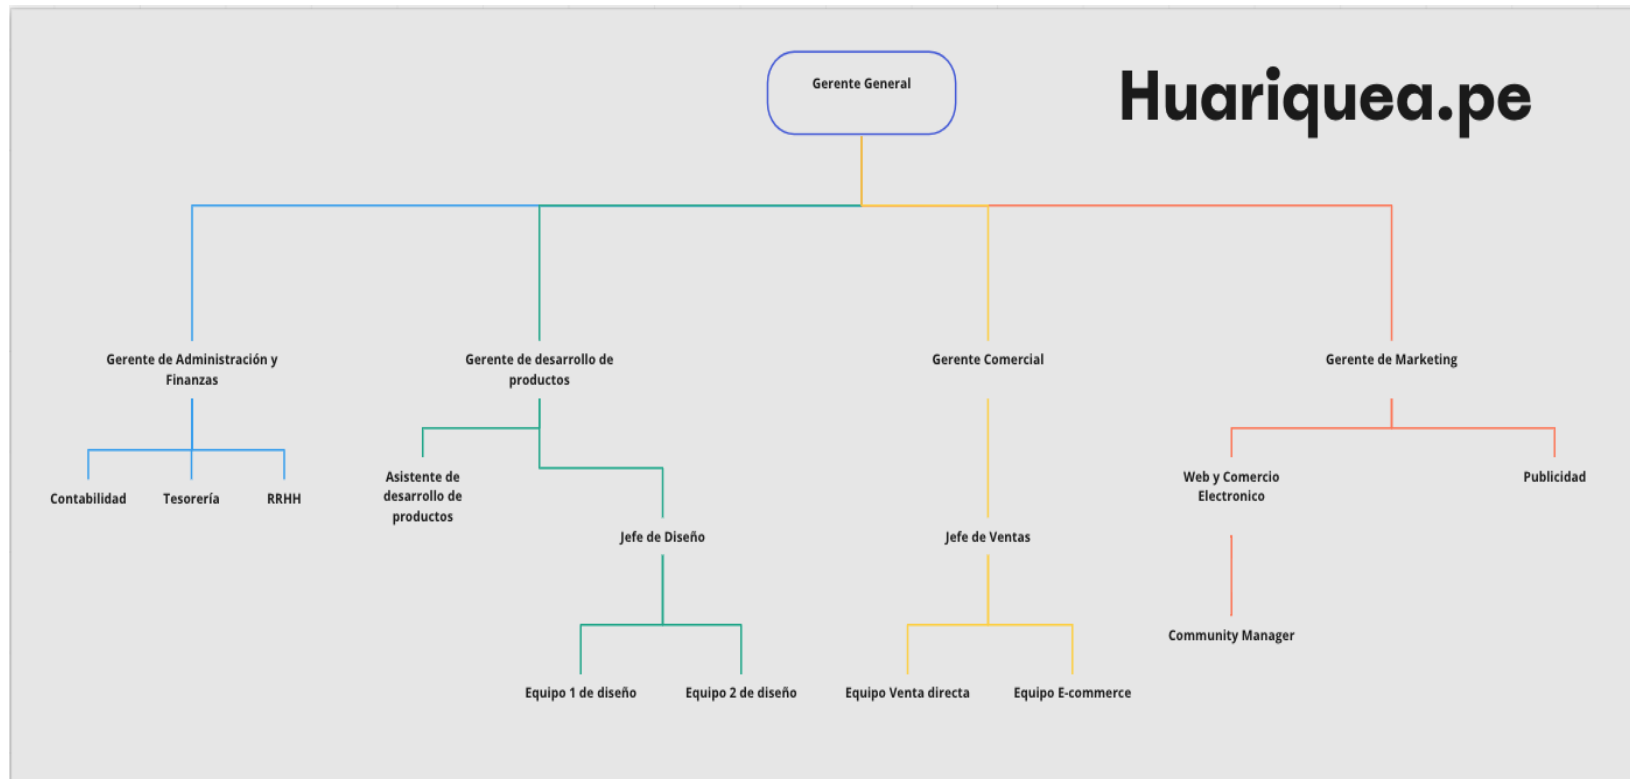 Gerente General
Huariquea.pe
Gerente de Administración y
Finanzas
Gerente de desarrollo de
productos
Gerente Comercial
Gerente de Marketing
Contabilidad
Tesorería
RRHH
Asistente de
desarrollo de
productos
Web y Comercio
Electronico
Publicidad
Jefe de Diseño
Jefe de Ventas
Community Manager
Equipo 1 de diseño
Equipo 2 de diseño
Equipo Venta directa
Equipo E-commerce